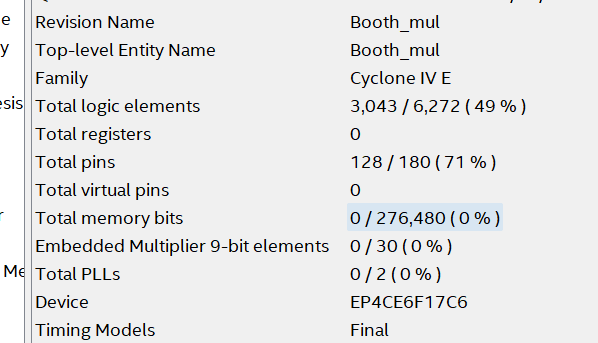 Revision Name Booth_mul
Top-level Entity Name Booth_mul
Family Cyclone IV E
esis Total logic elements 3,043 / 6,272 ( 49 % )
Total registers 0
Total pins 128 / 180 ( 71 % )
Total virtual pins 0
Total memory bits 0 / 276,480 ( 0 % )
Embedded Multiplier 9-bit elements 0 / 30 ( 0 % )
Me Total PLLs 0 / 2 ( 0 % )
Device EP4CE6F17C6
Timing Models Final